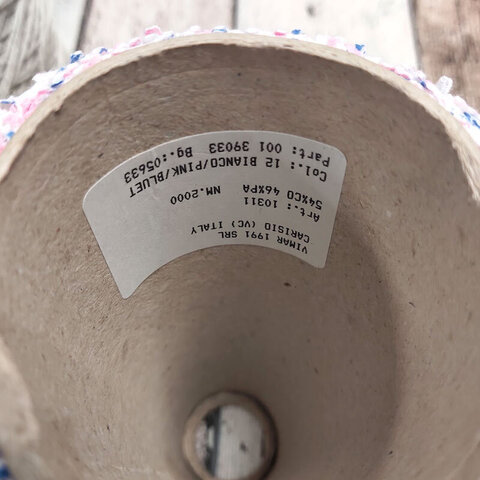 VIMAR 1991 SRL
CARISIO (VC) ITALY
Art.: 10311 NM.2000
54%CO 46%PA
Col.: 12 BIANCO/PINK/BLUET
Part: 001 39033 Bg.:05633